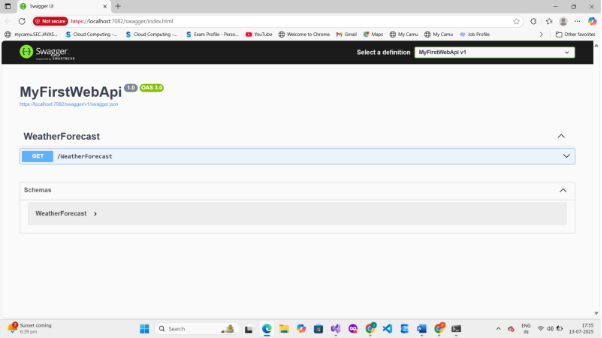 Swagger UI
Not secure
https://localhost:7082/swagger/index.html
mycamu.SEC.JAVAS...
Cloud Computing -...
Cloud Computing -...
Exam Profile - Perso...
YouTube
Welcome to Chrome
Gmail
Maps
My Camu
My Camu
Job Profile
Other favorites
Swagger
Supported by SMARTBEAR
Select a definition
MyFirstWebApi v1
MyFirstWebApi 1.0 OAS 3.0
https://localhost:7082/swagger/v1/swagger.json
WeatherForecast
GET /WeatherForecast
Schemas
WeatherForecast
Sunset coming
6:39 pm
Search
ENG
IN
17:35
13-07-2025